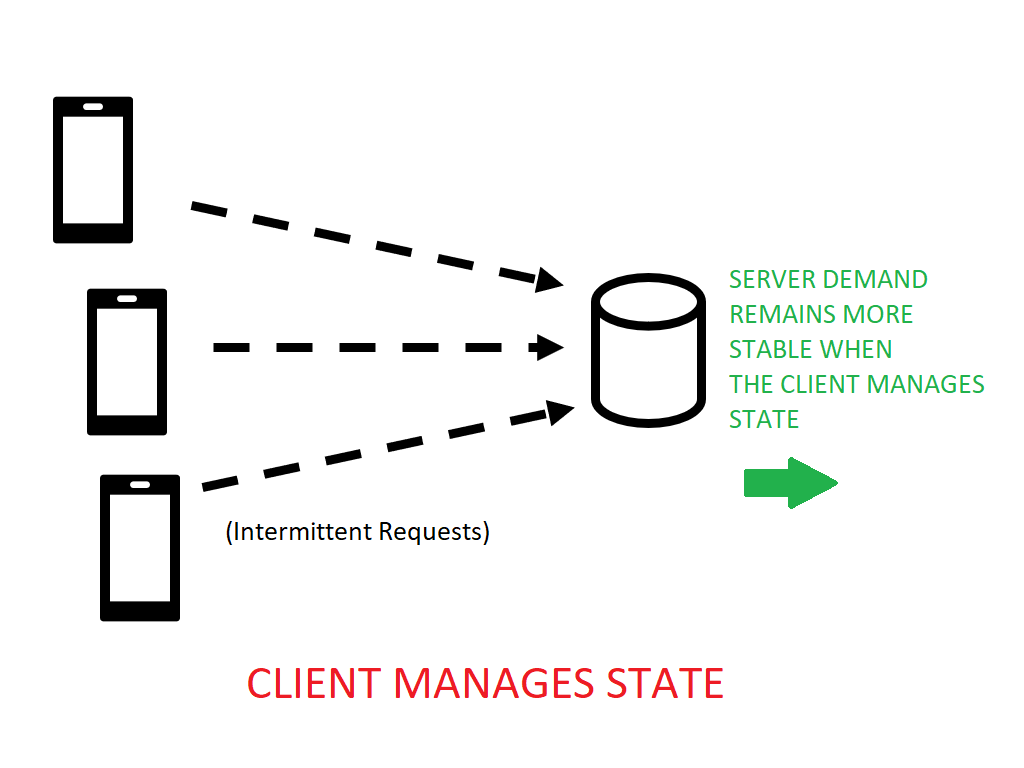 SERVER DEMAND
REMAINS MORE
STABLE WHEN
THE CLIENT MANAGES
STATE
(Intermittent Requests)
CLIENT MANAGES STATE